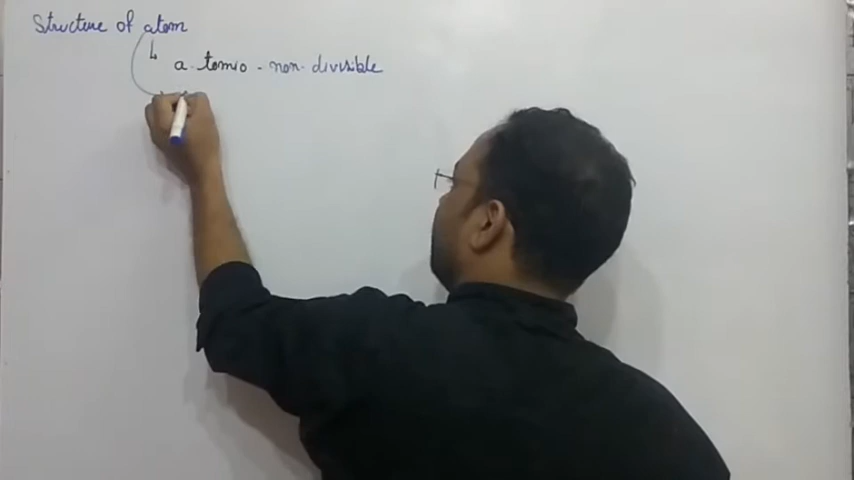 Structure of atom
a-tomio - non-divisible